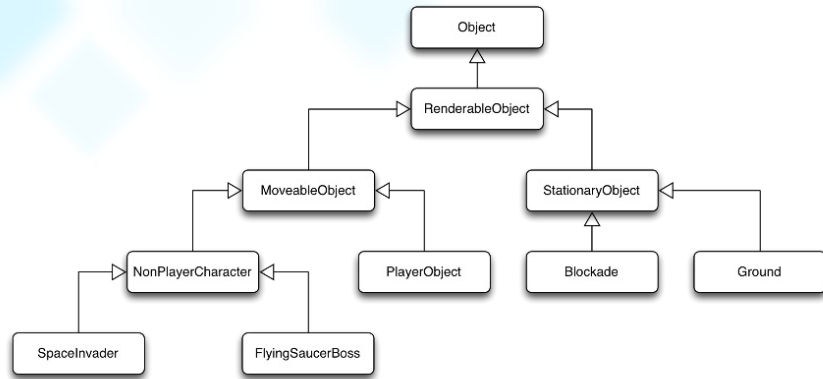 Object
RenderableObject
MoveableObject
StationaryObject
NonPlayerCharacter
PlayerObject
Blockade
Ground
SpaceInvader
FlyingSaucerBoss